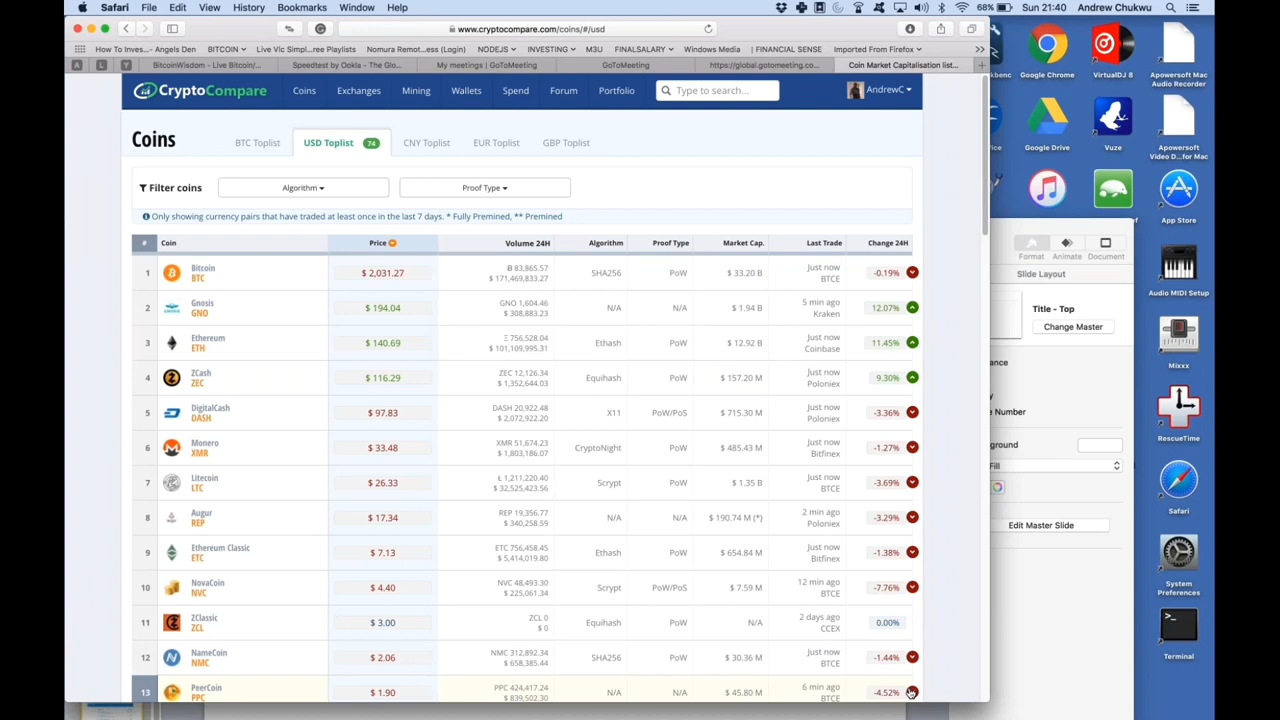 Safari File Edit View History Bookmarks Window Help 68% Sun 21:40 Andrew Chukwu
www.cryptocompare.com/coins/#/usd
How To Inves...- Angels Den BITCOIN Live Vic Simpl...ree Playlists Nomura Remot...ess (Login) NODEJS INVESTING M3U FINALSALARY Windows Media | FINANCIAL SENSE Imported From Firefox
A L Y BitcoinWisdom - Live Bitcoin/... Speedtest by Ookla - The Glo... My meetings | GoToMeeting GoToMeeting https://global.gotomeeting.co... Coin Market Capitalisation list...
CryptoCompare Coins Exchanges Mining Wallets Spend Forum Portfolio Type to search... AndrewC
Coins BTC Toplist USD Toplist 74 CNY Toplist EUR Toplist GBP Toplist
Filter coins Algorithm Proof Type
Only showing currency pairs that have traded at least once in the last 7 days. * Fully Premined, ** Premined
# Coin Price Volume 24H Algorithm Proof Type Market Cap. Last Trade Change 24H
1 Bitcoin BTC $ 2,031.27 Ƀ 83,865.57 $ 171,469,833.27 SHA256 PoW $ 33.20 B Just now BTCE -0.19%
2 Gnosis GNO $ 194.04 GNO 1,604.46 $ 308,883.23 N/A N/A $ 1.94 B 5 min ago Kraken 12.07%
3 Ethereum ETH $ 140.69 Ξ 756,528.04 $ 101,109,995.31 Ethash PoW $ 12.92 B Just now Coinbase 11.45%
4 ZCash ZEC $ 116.29 ZEC 12,126.34 $ 1,352,644.03 Equihash PoW $ 157.20 M Just now Poloniex 9.30%
5 DigitalCash DASH $ 97.83 DASH 20,922.48 $ 2,072,922.20 X11 PoW/PoS $ 715.30 M Just now Poloniex -3.36%
6 Monero XMR $ 33.48 XMR 51,674.23 $ 1,803,186.07 CryptoNight PoW $ 485.43 M Just now Bitfinex -1.27%
7 Litecoin LTC $ 26.33 Ł 1,211,220.40 $ 32,525,423.56 Scrypt PoW $ 1.35 B Just now BTCE -3.69%
8 Augur REP $ 17.34 REP 19,356.77 $ 340,258.59 N/A N/A $ 190.74 M (*) 2 min ago Poloniex -3.29%
9 Ethereum Classic ETC $ 7.13 ETC 756,458.45 $ 5,414,019.80 Ethash PoW $ 654.84 M Just now Bitfinex -1.38%
10 NovaCoin NVC $ 4.40 NVC 48,493.30 $ 225,061.34 Scrypt PoW/PoS $ 7.59 M 12 min ago BTCE -7.76%
11 ZClassic ZCL $ 3.00 ZCL 0 $ 0 Equihash PoW N/A 2 days ago CCEX 0.00%
12 NameCoin NMC $ 2.06 NMC 312,892.34 $ 658,385.44 SHA256 PoW $ 30.36 M Just now BTCE -1.44%
13 PeerCoin PPC $ 1.90 PPC 424,417.24 $ 839,502.30 N/A N/A $ 45.80 M 6 min ago BTCE -4.52%
Google Chrome VirtualDJ 8 Apowersoft Mac Audio Recorder
Google Drive Vuze Apowersoft Video D...for Mac
App Store
Audio MIDI Setup
Mixxx
RescueTime
Safari
System Preferences
Terminal
Format Animate Document
Slide Layout
Title - Top
Change Master
Edit Master Slide